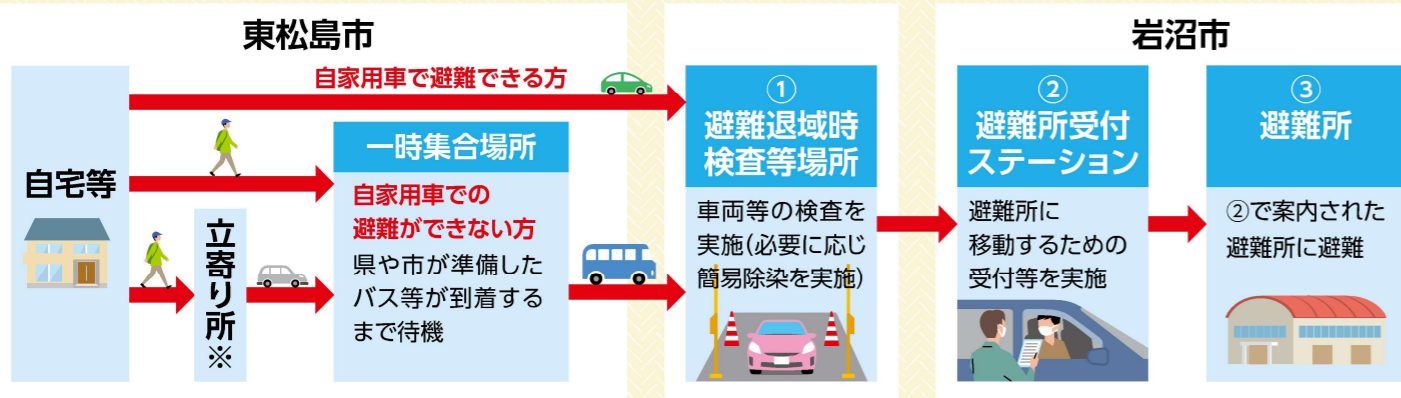 東松島市
自宅等
自家用車で避難できる方
立寄り所※
一時集合場所
自家用車での
避難ができない方
県や市が準備した
バス等が到着する
まで待機
①
避難退域時
検査等場所
車両等の検査を
実施(必要に応じ
簡易除染を実施)
岩沼市
②
避難所受付
ステーション
避難所に
移動するための
受付等を実施
③
避難所
②で案内された
避難所に避難